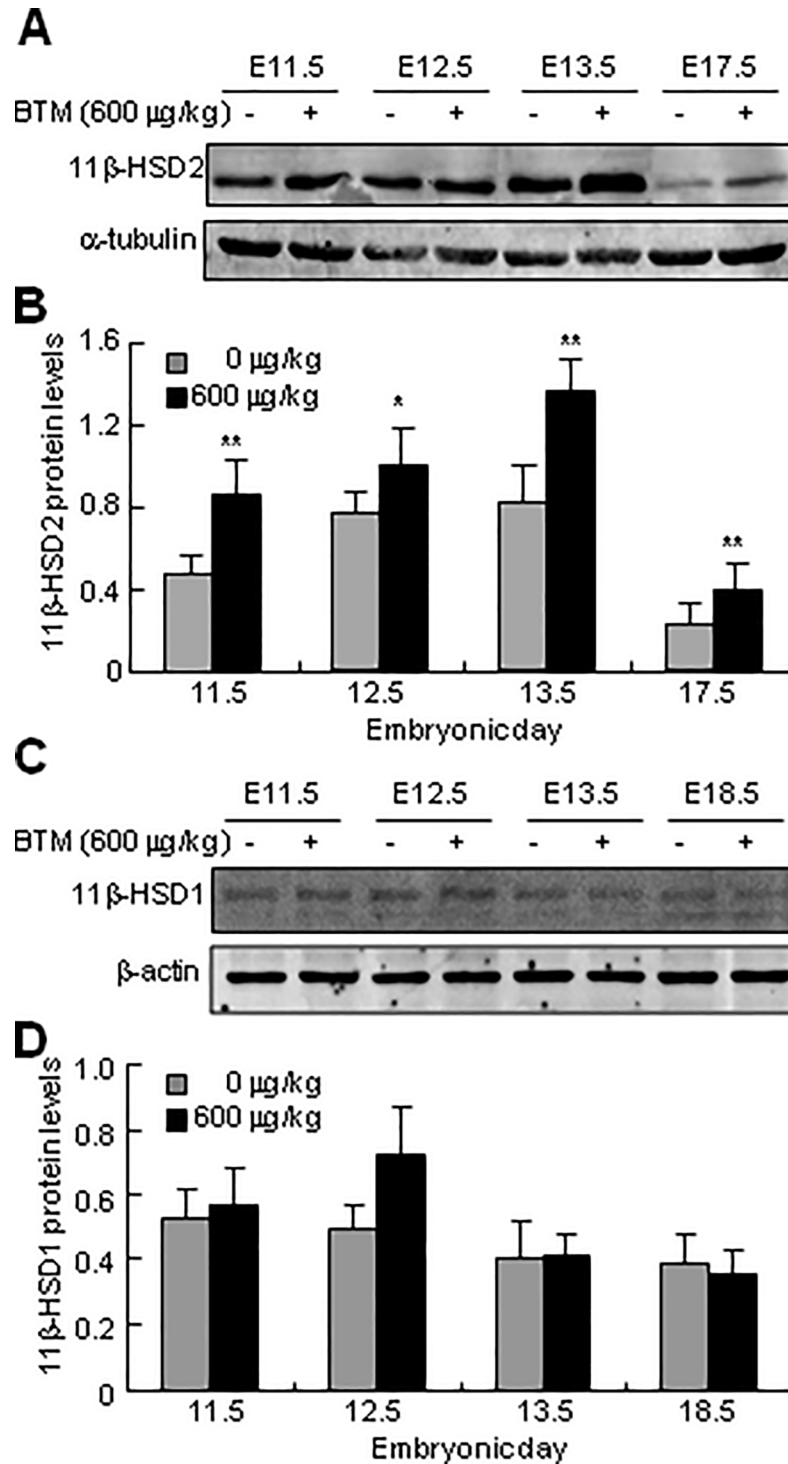 A
E11.5 E12.5 E13.5 E17.5
BTM (600 µg/kg) - + - + - + - +
11β-HSD2
α-tubulin
B
11β-HSD2 protein levels
1.6
1.2
0.8
0.4
0
0 µg/kg
600 µg/kg
** * ** **
11.5 12.5 13.5 17.5
Embryonic day
C
E11.5 E12.5 E13.5 E18.5
BTM (600 µg/kg) - + - + - + - +
11β-HSD1
β-actin
D
11β-HSD1 protein levels
1.0
0.8
0.6
0.4
0.2
0
0 µg/kg
600 µg/kg
11.5 12.5 13.5 18.5
Embryonic day